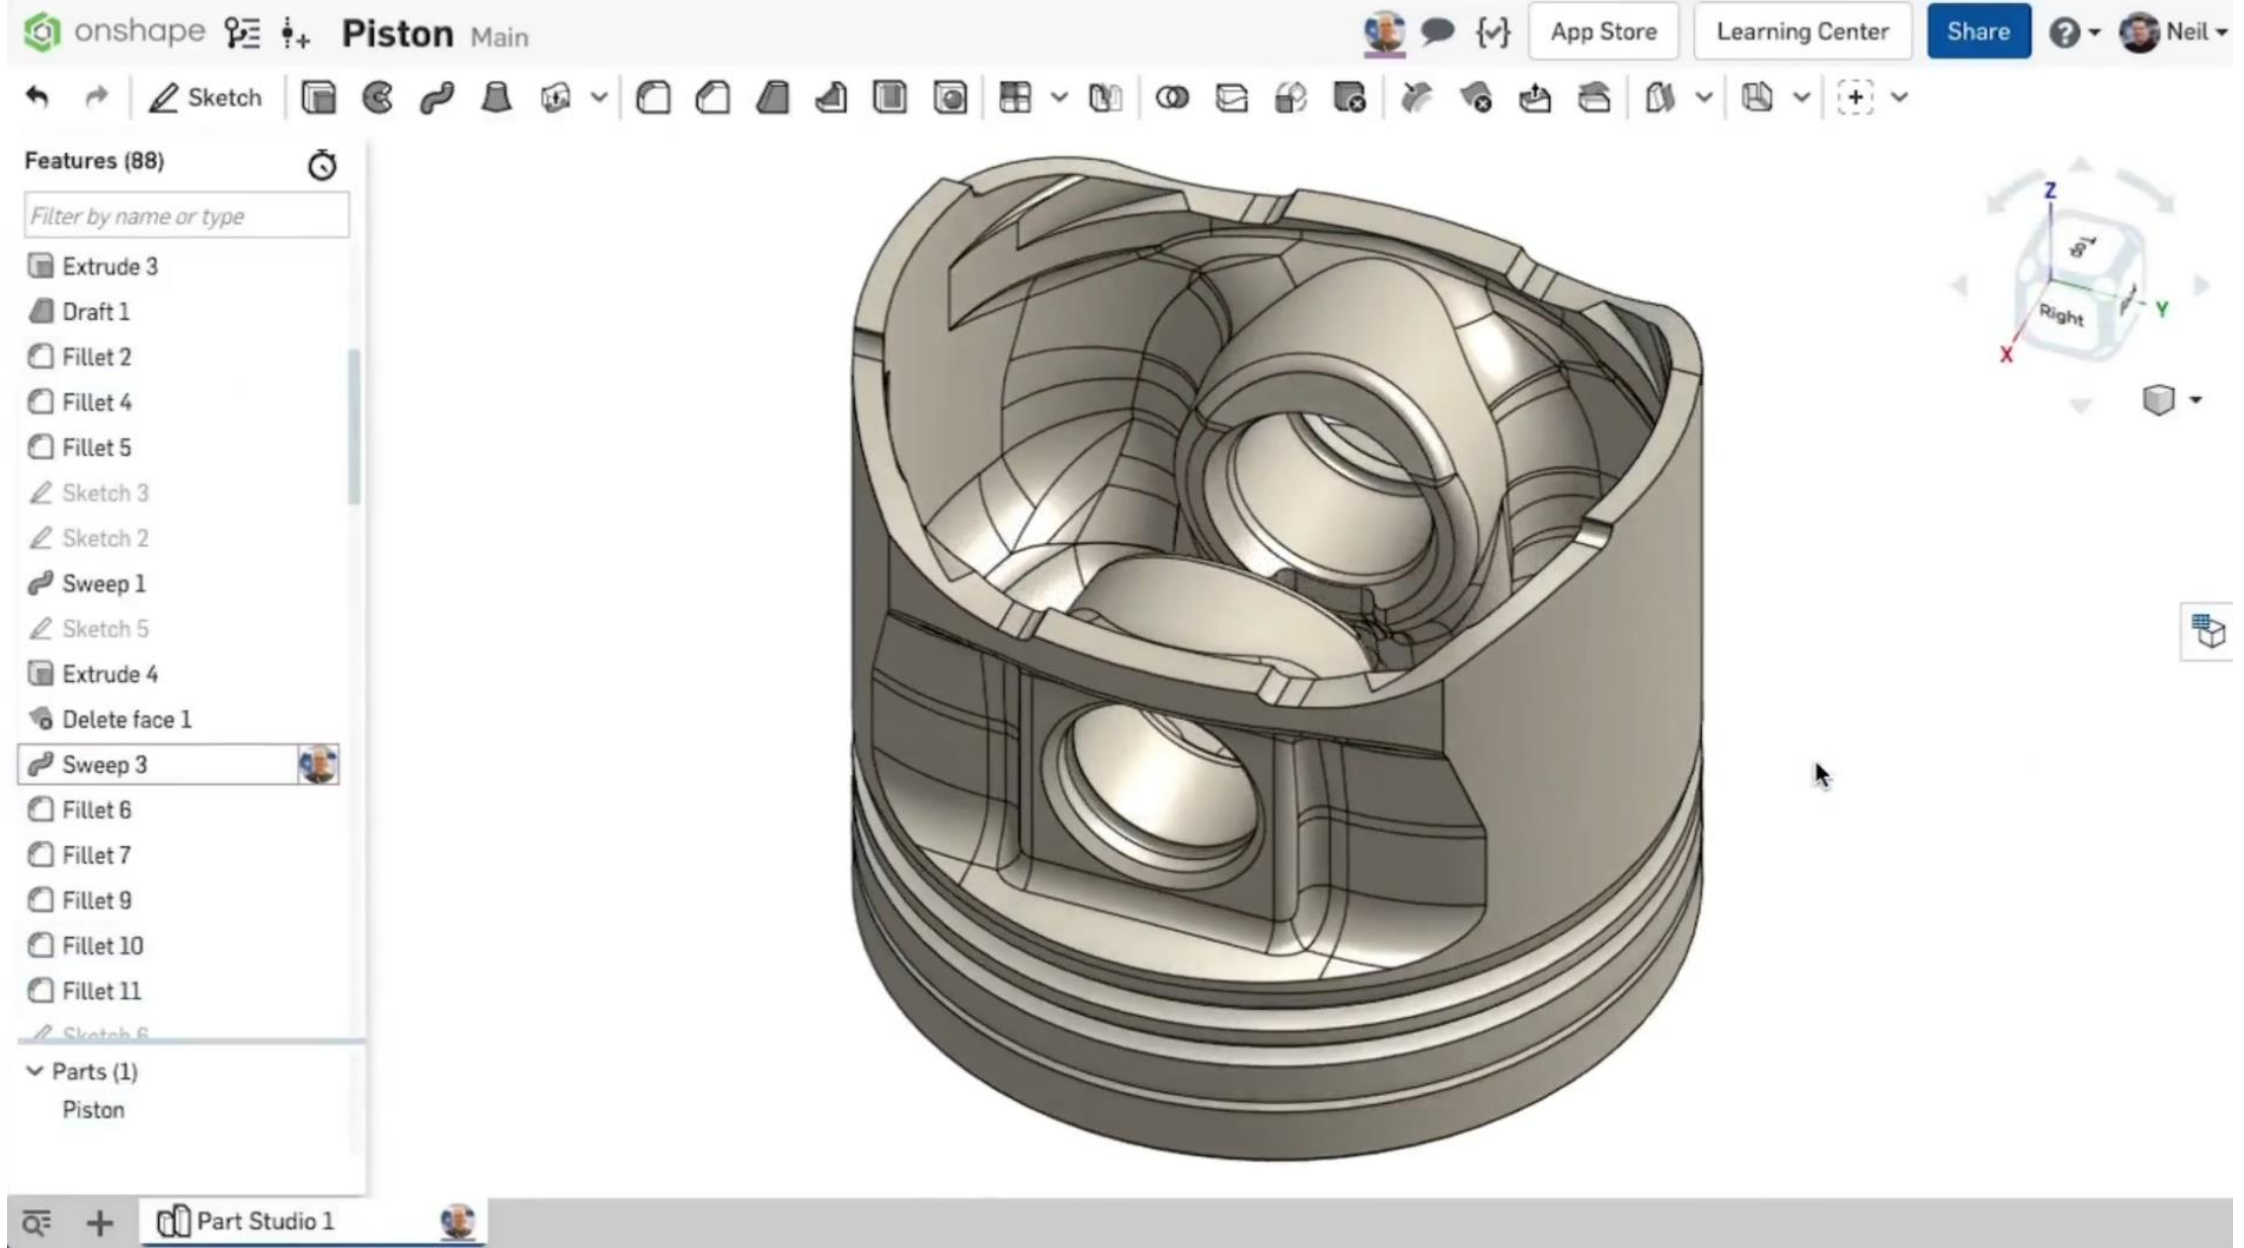 onshape Piston Main App Store Learning Center Share Neil
Sketch
Features (88)
Filter by name or type
Extrude 3
Draft 1
Fillet 2
Fillet 4
Fillet 5
Sketch 3
Sketch 2
Sweep 1
Sketch 5
Extrude 4
Delete face 1
Sweep 3
Fillet 6
Fillet 7
Fillet 9
Fillet 10
Fillet 11
Sketch 6
Parts (1)
Piston
Part Studio 1
Z
Top
Right
Y
X